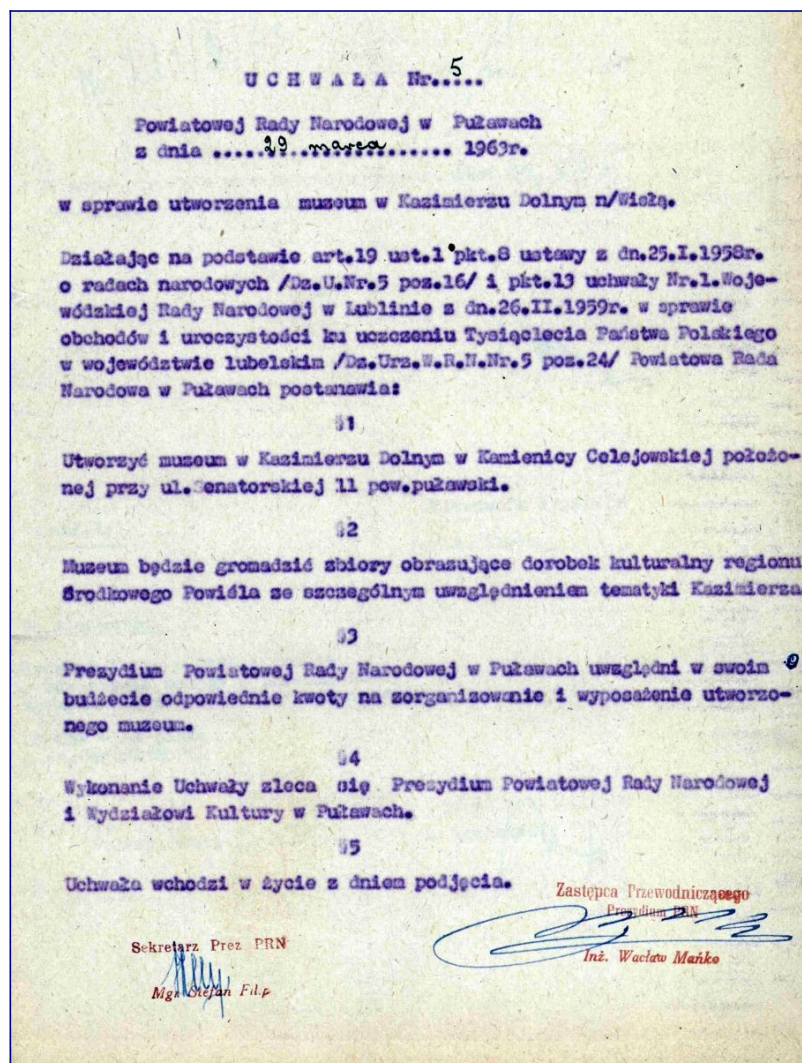 UCHWAŁA Nr..5...
Powiatowej Rady Narodowej w Puławach
z dnia .....29 marca........ 1963r.
w sprawie utworzenia muzeum w Kazimierzu Dolnym n/Wisłą.
Działając na podstawie art.19 ust.1 pkt.8 ustawy z dn.25.I.1958r.
o radach narodowych /Dz.U.Nr.5 poz.16/ i pkt.13 uchwały Nr.1.Woje-
wódzkiej Rady Narodowej w Lublinie z dn.26.II.1959r. w sprawie
obchodów i uroczystości ku uczczeniu Tysiąclecia Państwa Polskiego
w województwie lubelskim /Dz.Urz.W.R.N.Nr.5 poz.24/ Powiatowa Rada
Narodowa w Puławach postanawia:
§1
Utworzyć muzeum w Kazimierzu Dolnym w Kamienicy Celejowskiej położo-
nej przy ul.Senatorskiej 11 pow.puławski.
§2
Muzeum będzie gromadzić zbiory obrazujące dorobek kulturalny regionu
Środkowego Powiśla ze szczególnym uwzględnieniem tematyki Kazimierza
§3
Prezydium Powiatowej Rady Narodowej w Puławach uwzględni w swoim
budżecie odpowiednie kwoty na zorganizowanie i wyposażenie utworzo-
nego muzeum.
§4
Wykonanie Uchwały zleca się Prezydium Powiatowej Rady Narodowej
i Wydziałowi Kultury w Puławach.
§5
Uchwała wchodzi w życie z dniem podjęcia.
Zastępca Przewodniczącego
Prezydium PRN
Inż. Wacław Mańko
Sekretarz Prez PRN
Mgr Stefan Filip